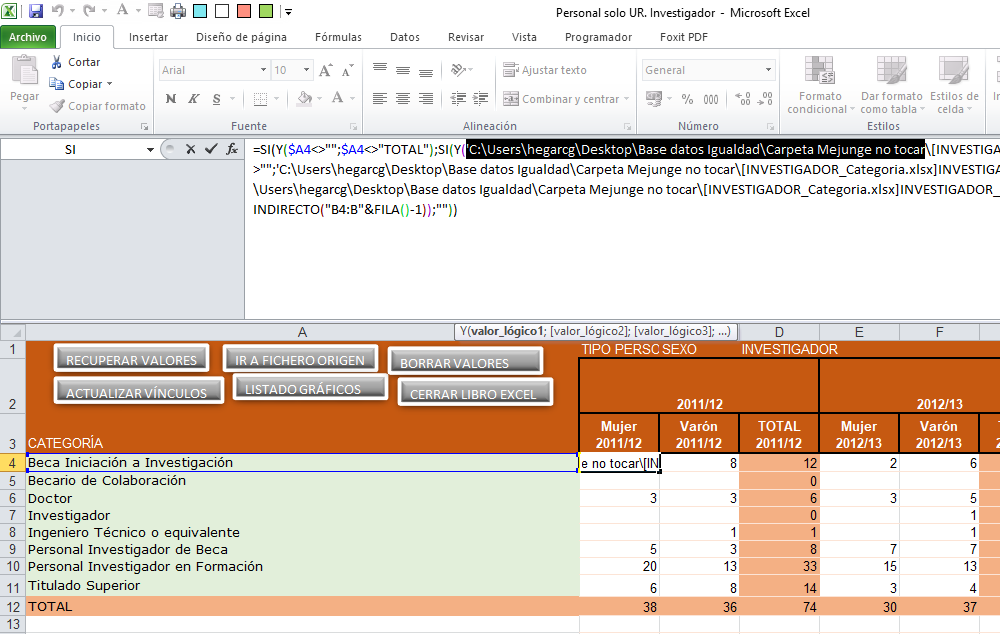 Personal solo UR. Investigador - Microsoft Excel
Archivo Inicio Insertar Diseño de página Fórmulas Datos Revisar Vista Programador Foxit PDF
Pegar
Cortar
Copiar
Copiar formato
Portapapeles
Arial 10
N K S
Fuente
Ajustar texto
Combinar y centrar
Alineación
General
% 000
Número
Formato condicional
Dar formato como tabla
Estilos de celda
Estilos
SI
fx
=SI(Y($A4<>"";$A4<>"TOTAL");SI(Y('C:\Users\hegarcg\Desktop\Base datos Igualdad\Carpeta Mejunge no tocar\[INVESTIGA
>"";'C:\Users\hegarcg\Desktop\Base datos Igualdad\Carpeta Mejunge no tocar\[INVESTIGADOR_Categoria.xlsx]INVESTIGA
\Users\hegarcg\Desktop\Base datos Igualdad\Carpeta Mejunge no tocar\[INVESTIGADOR_Categoria.xlsx]INVESTIGADOR_
INDIRECTO("B4:B"&FILA()-1));""))
Y(valor_lógico1; [valor_lógico2]; [valor_lógico3]; ...)
A D E F
1 RECUPERAR VALORES IR A FICHERO ORIGEN BORRAR VALORES TIPO PERSC SEXO INVESTIGADOR
ACTUALIZAR VÍNCULOS LISTADO GRÁFICOS CERRAR LIBRO EXCEL
2 2011/12 2012/13
3 CATEGORÍA Mujer 2011/12 Varón 2011/12 TOTAL 2011/12 Mujer 2012/13 Varón 2012/13
4 Beca Iniciación a Investigación e no tocar\[IN 8 12 2 6
5 Becario de Colaboración 0
6 Doctor 3 3 6 3 5
7 Investigador 0 1
8 Ingeniero Técnico o equivalente 1 1 1
9 Personal Investigador de Beca 5 3 8 7 7
10 Personal Investigador en Formación 20 13 33 15 13
11 Titulado Superior 6 8 14 3 4
12 TOTAL 38 36 74 30 37
13